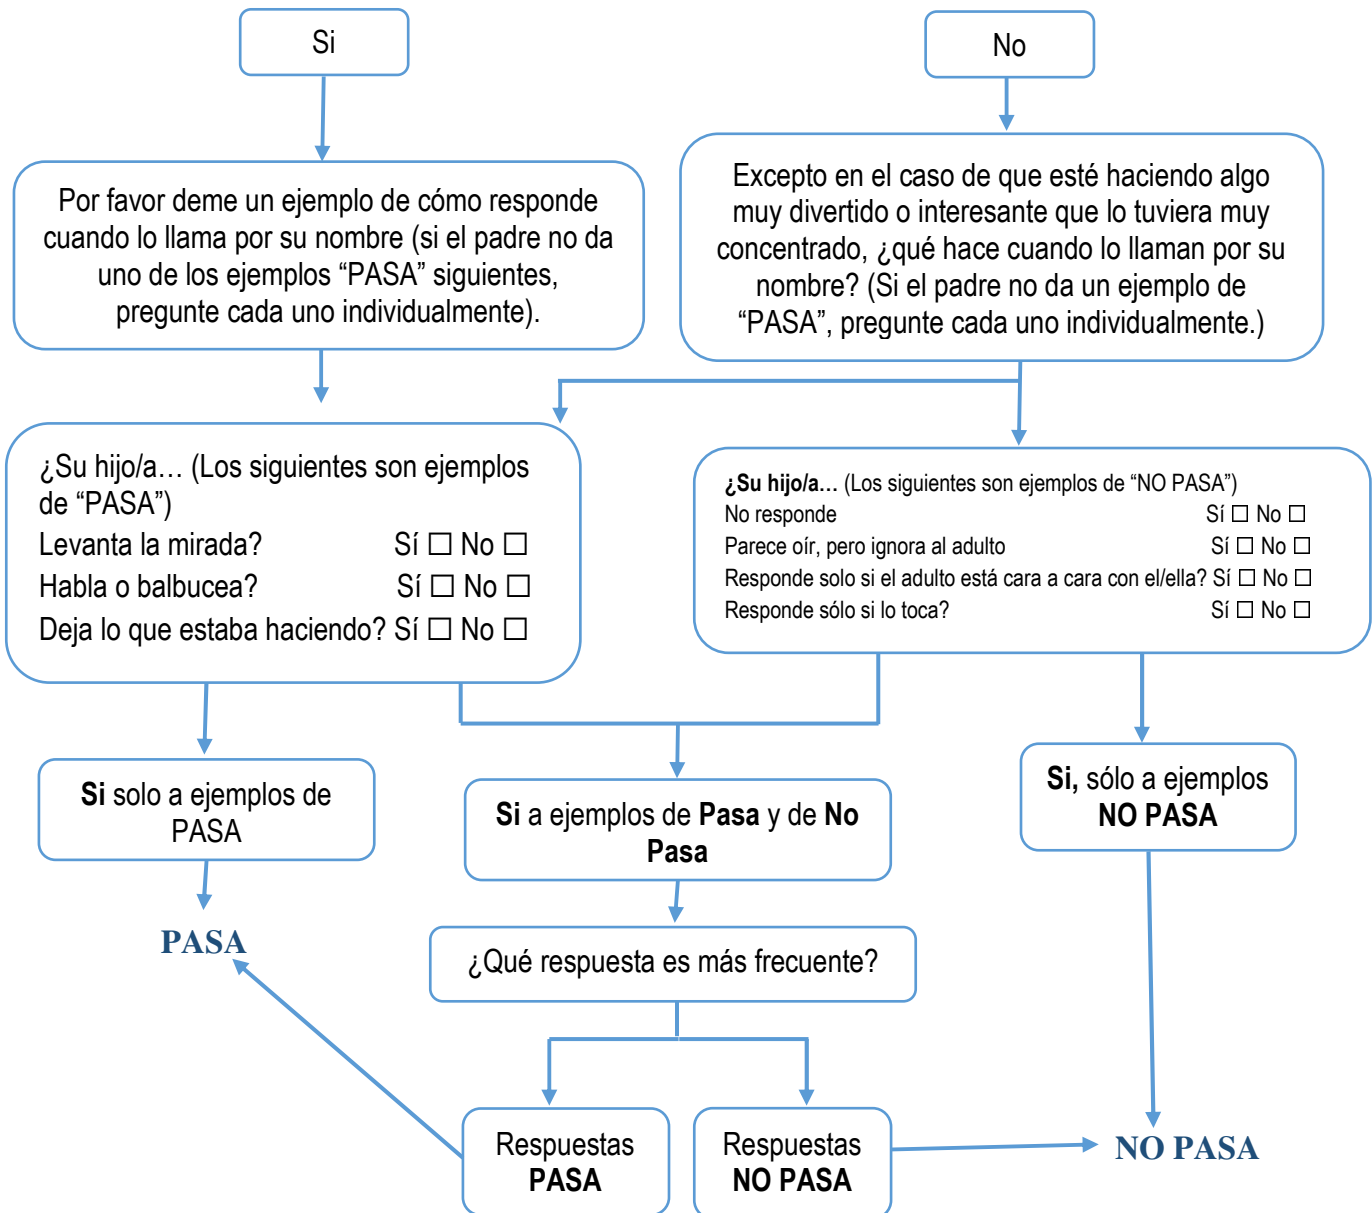 Si
No
Por favor deme un ejemplo de cómo responde
cuando lo llama por su nombre (si el padre no da
uno de los ejemplos “PASA” siguientes,
pregunte cada uno individualmente).
Excepto en el caso de que esté haciendo algo
muy divertido o interesante que lo tuviera muy
concentrado, ¿qué hace cuando lo llaman por su
nombre? (Si el padre no da un ejemplo de
“PASA”, pregunte cada uno individualmente.)
¿Su hijo/a… (Los siguientes son ejemplos
de “PASA”)
Levanta la mirada? Sí ☐ No ☐
Habla o balbucea? Sí ☐ No ☐
Deja lo que estaba haciendo? Sí ☐ No ☐
¿Su hijo/a… (Los siguientes son ejemplos de “NO PASA”)
No responde Sí ☐ No ☐
Parece oír, pero ignora al adulto Sí ☐ No ☐
Responde solo si el adulto está cara a cara con el/ella? Sí ☐ No ☐
Responde sólo si lo toca? Sí ☐ No ☐
Si solo a ejemplos de
PASA
Si a ejemplos de Pasa y de No
Pasa
Si, sólo a ejemplos
NO PASA
PASA
¿Qué respuesta es más frecuente?
Respuestas
PASA
Respuestas
NO PASA
NO PASA